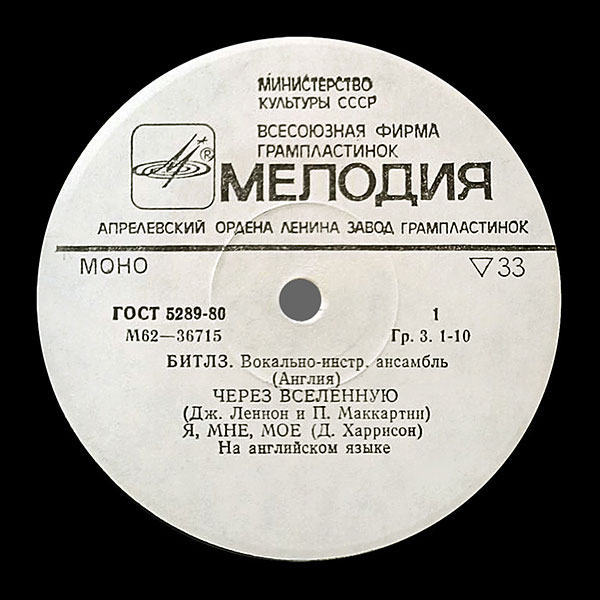 МИНИСТЕРСТВО
КУЛЬТУРЫ СССР
ВСЕСОЮЗНАЯ ФИРМА
ГРАМПЛАСТИНОК
®
МЕЛОДИЯ
АПРЕЛЕВСКИЙ ОРДЕНА ЛЕНИНА ЗАВОД ГРАМПЛАСТИНОК
МОНО ▽33
ГОСТ 5289-80 1
М62—36715 Гр. 3. 1-10
БИТЛЗ. Вокально-инстр. ансамбль
(Англия)
ЧЕРЕЗ ВСЕЛЕННУЮ
(Дж. Леннон и П. Маккартни)
Я, МНЕ, МОЕ (Д. Харрисон)
На английском языке